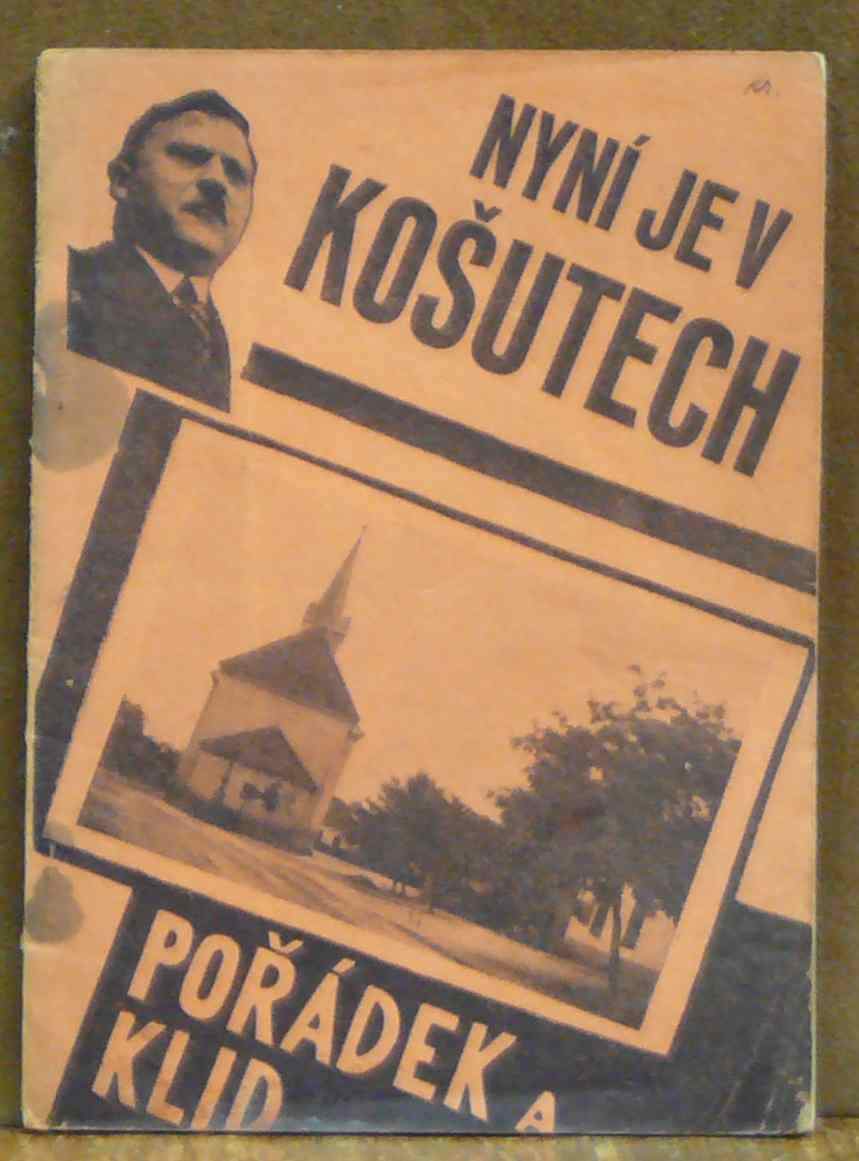 NYNÍ JE V
KOŠUTECH
POŘÁDEK A
KLID